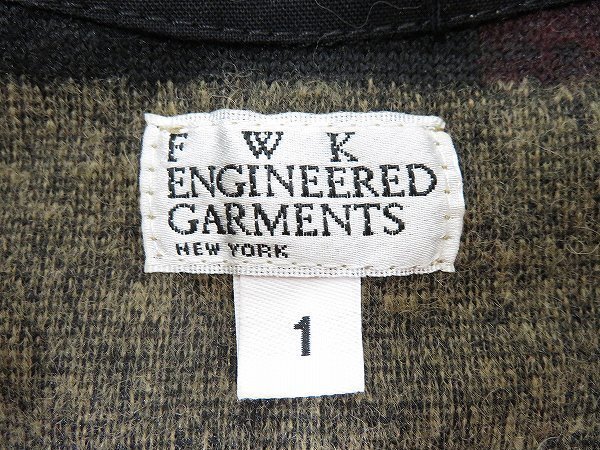 F W K
ENGINEERED
GARMENTS
NEW YORK
1